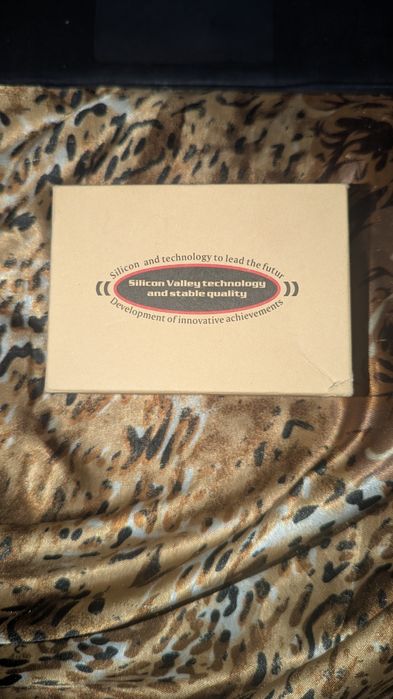 Silicon and technology to lead the futur
Silicon Valley technology
and stable quality
Development of innovative achievements